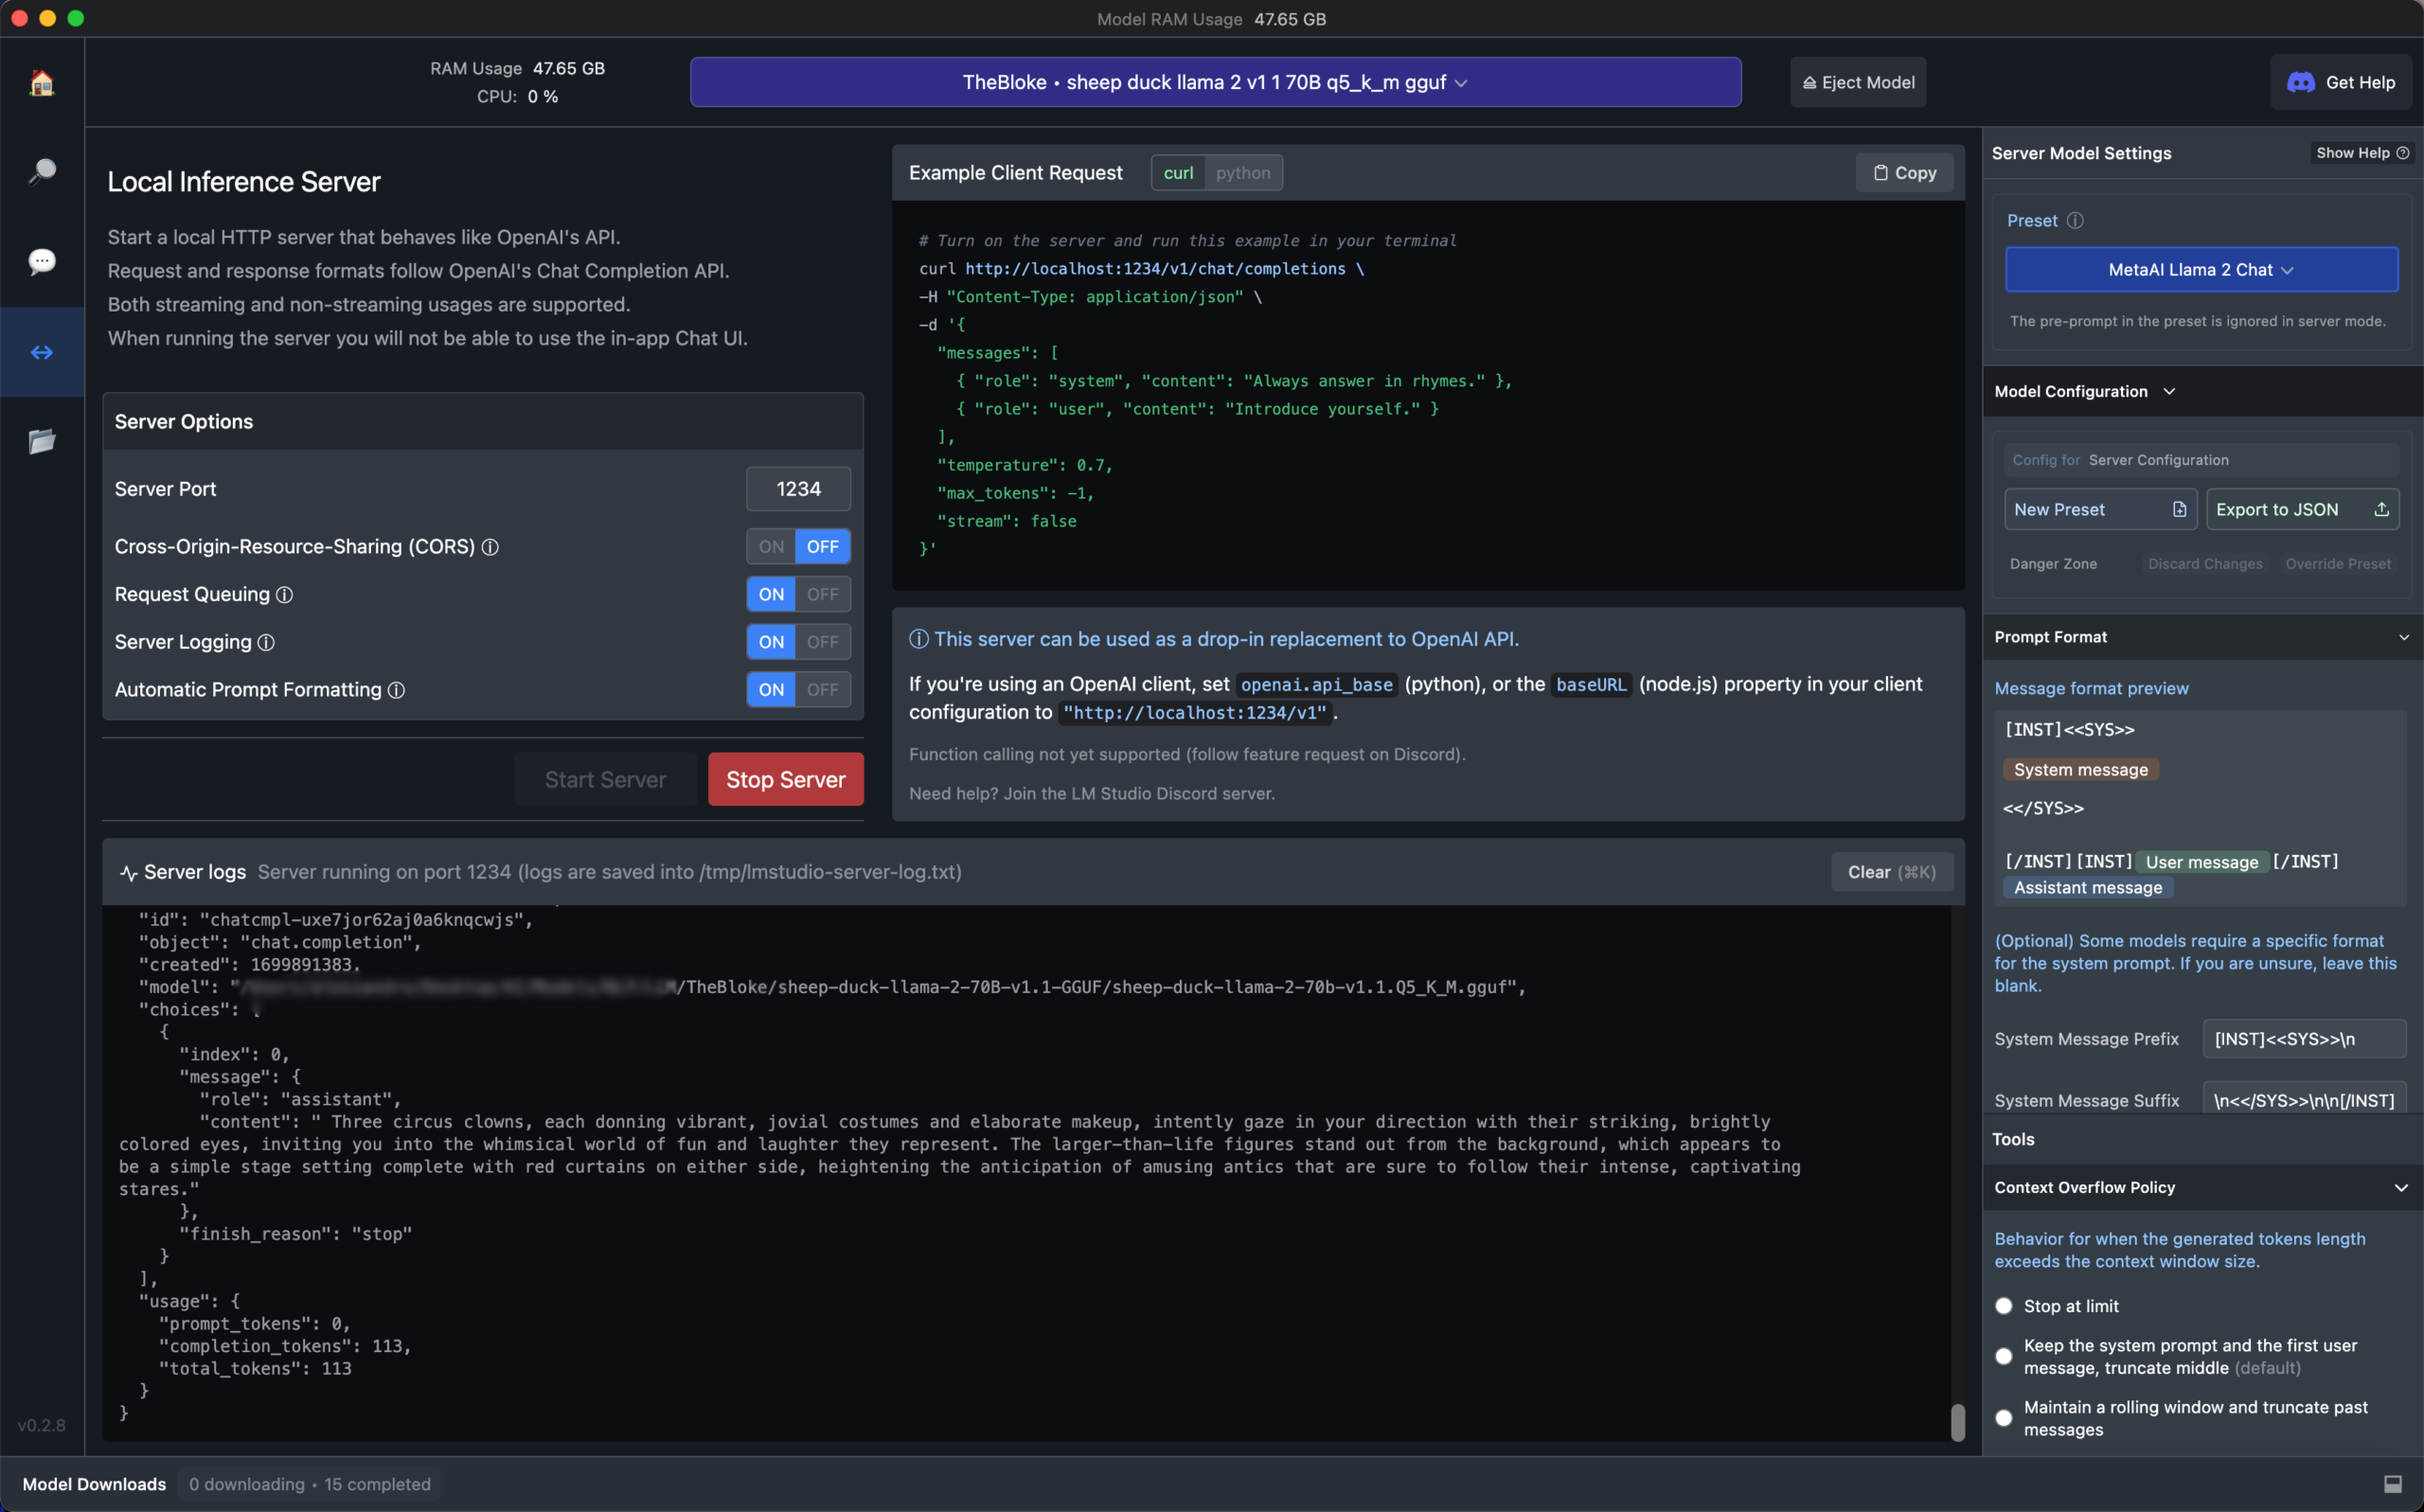 Model RAM Usage 47.65 GB
RAM Usage 47.65 GB
CPU: 0 %
TheBloke • sheep duck llama 2 v1 1 70B q5_k_m gguf
Eject Model
Get Help
Local Inference Server
Start a local HTTP server that behaves like OpenAI's API.
Request and response formats follow OpenAI's Chat Completion API.
Both streaming and non-streaming usages are supported.
When running the server you will not be able to use the in-app Chat UI.
Server Options
Server Port 1234
Cross-Origin-Resource-Sharing (CORS) ON OFF
Request Queuing ON OFF
Server Logging ON OFF
Automatic Prompt Formatting ON OFF
Start Server Stop Server
Example Client Request curl python Copy
# Turn on the server and run this example in your terminal
curl http://localhost:1234/v1/chat/completions \
-H "Content-Type: application/json" \
-d '{
"messages": [
{ "role": "system", "content": "Always answer in rhymes." },
{ "role": "user", "content": "Introduce yourself." }
],
"temperature": 0.7,
"max_tokens": -1,
"stream": false
}'
This server can be used as a drop-in replacement to OpenAI API.
If you're using an OpenAI client, set openai.api_base (python), or the baseURL (node.js) property in your client
configuration to "http://localhost:1234/v1".
Function calling not yet supported (follow feature request on Discord).
Need help? Join the LM Studio Discord server.
Server logs Server running on port 1234 (logs are saved into /tmp/lmstudio-server-log.txt) Clear (⌘K)
"id": "chatcmpl-uxe7jor62aj0a6knqcwjs",
"object": "chat.completion",
"created": 1699891383,
"model": "/TheBloke/sheep-duck-llama-2-70B-v1.1-GGUF/sheep-duck-llama-2-70b-v1.1.Q5_K_M.gguf",
"choices": [
{
"index": 0,
"message": {
"role": "assistant",
"content": " Three circus clowns, each donning vibrant, jovial costumes and elaborate makeup, intently gaze in your direction with their striking, brightly
colored eyes, inviting you into the whimsical world of fun and laughter they represent. The larger-than-life figures stand out from the background, which appears to
be a simple stage setting complete with red curtains on either side, heightening the anticipation of amusing antics that are sure to follow their intense, captivating
stares."
},
"finish_reason": "stop"
}
],
"usage": {
"prompt_tokens": 0,
"completion_tokens": 113,
"total_tokens": 113
}
}
Server Model Settings Show Help
Preset
MetaAI Llama 2 Chat
The pre-prompt in the preset is ignored in server mode.
Model Configuration
Config for Server Configuration
New Preset Export to JSON
Danger Zone Discard Changes Override Preset
Prompt Format
Message format preview
[INST]<<SYS>>
System message
<</SYS>>
[/INST][INST] User message [/INST]
Assistant message
(Optional) Some models require a specific format
for the system prompt. If you are unsure, leave this
blank.
System Message Prefix [INST]<<SYS>>\n
System Message Suffix \n<</SYS>>\n\n[/INST]
Tools
Context Overflow Policy
Behavior for when the generated tokens length
exceeds the context window size.
Stop at limit
Keep the system prompt and the first user
message, truncate middle (default)
Maintain a rolling window and truncate past
messages
v0.2.8
Model Downloads 0 downloading • 15 completed